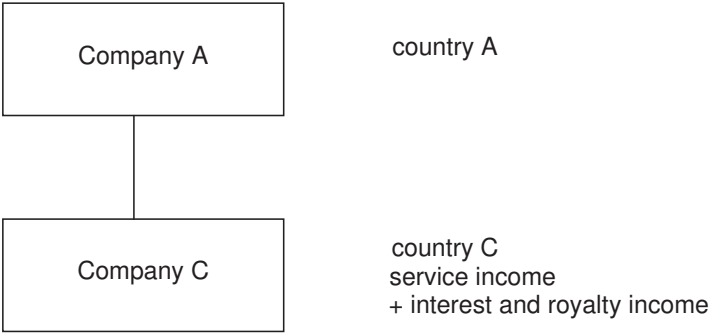 Company A
country A
Company C
country C
service income
+ interest and royalty income